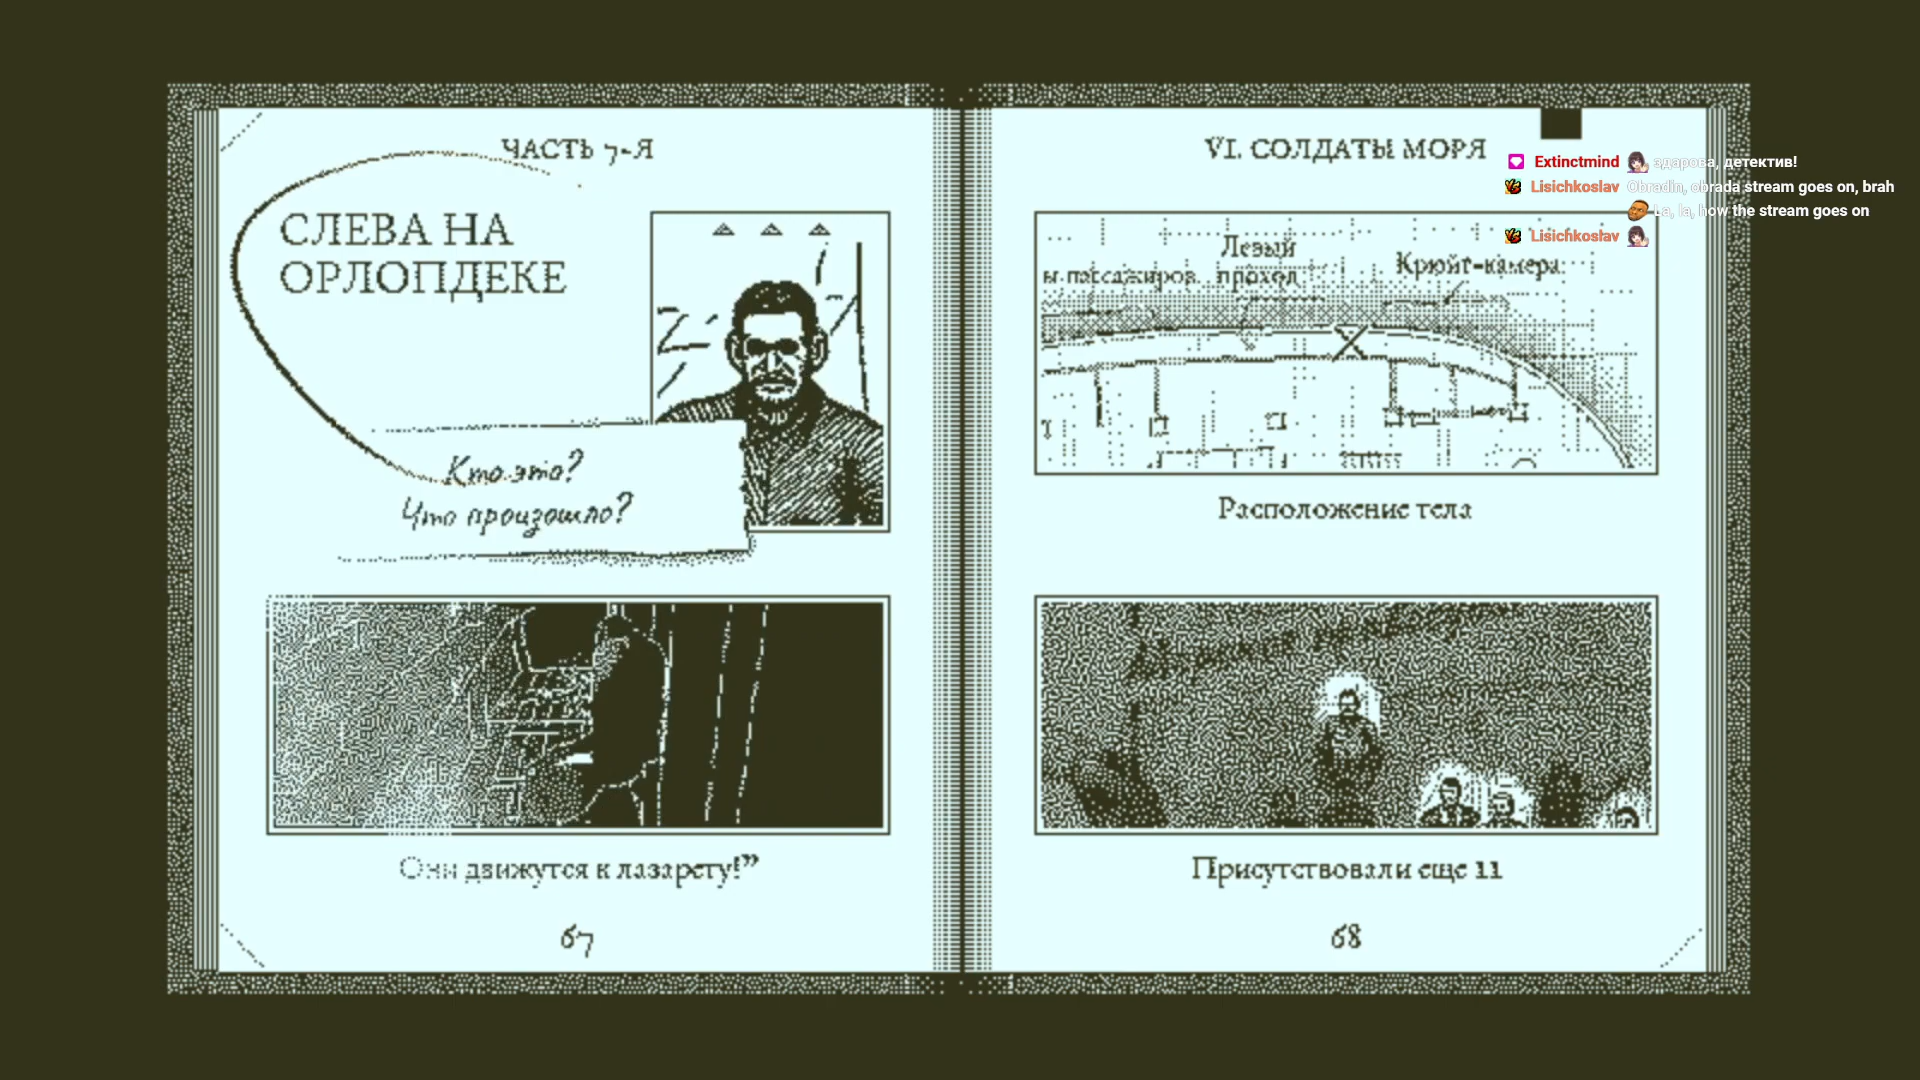 ЧАСТЬ 7-Я
СЛЕВА НА
ОРЛОПДЕКЕ
Кто это?
Что произошло?
Они движутся к лазарету!”
67
VI. СОЛДАТЫ МОРЯ
Левый
ы пассажиров
проход
Крюйт-камера
Расположение тела
Присутствовали еще 11
68
Extinctmind здарова, детектив!
Lisichkoslav Obradin, obrada stream goes on, brah
La, la, how the stream goes on
Lisichkoslav